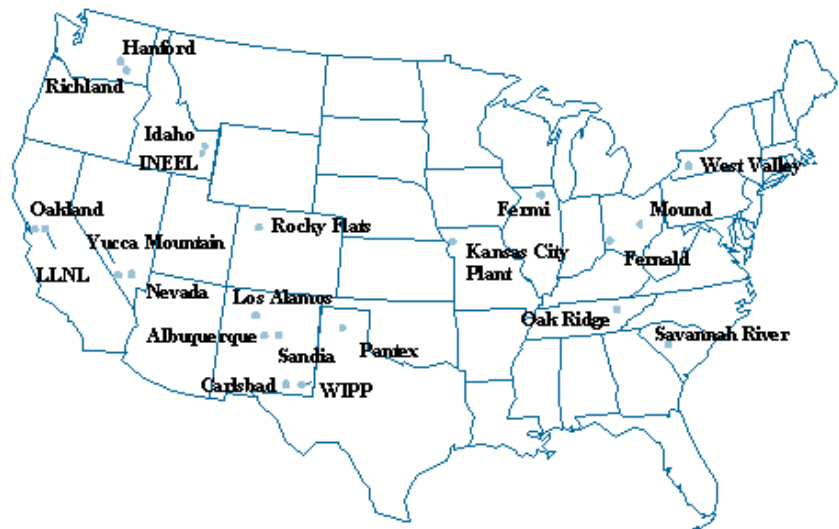 Hanford
Richland
Idaho
INEEL
West Valley
Oakland
Fermi
Mound
Rocky Flats
Yucca Mountain
Kansas City
Plant
Fernald
LLNL
Nevada
Los Alamos
Oak Ridge
Albuquerque
Savannah River
Sandia
Pantex
Carlsbad
WIPP